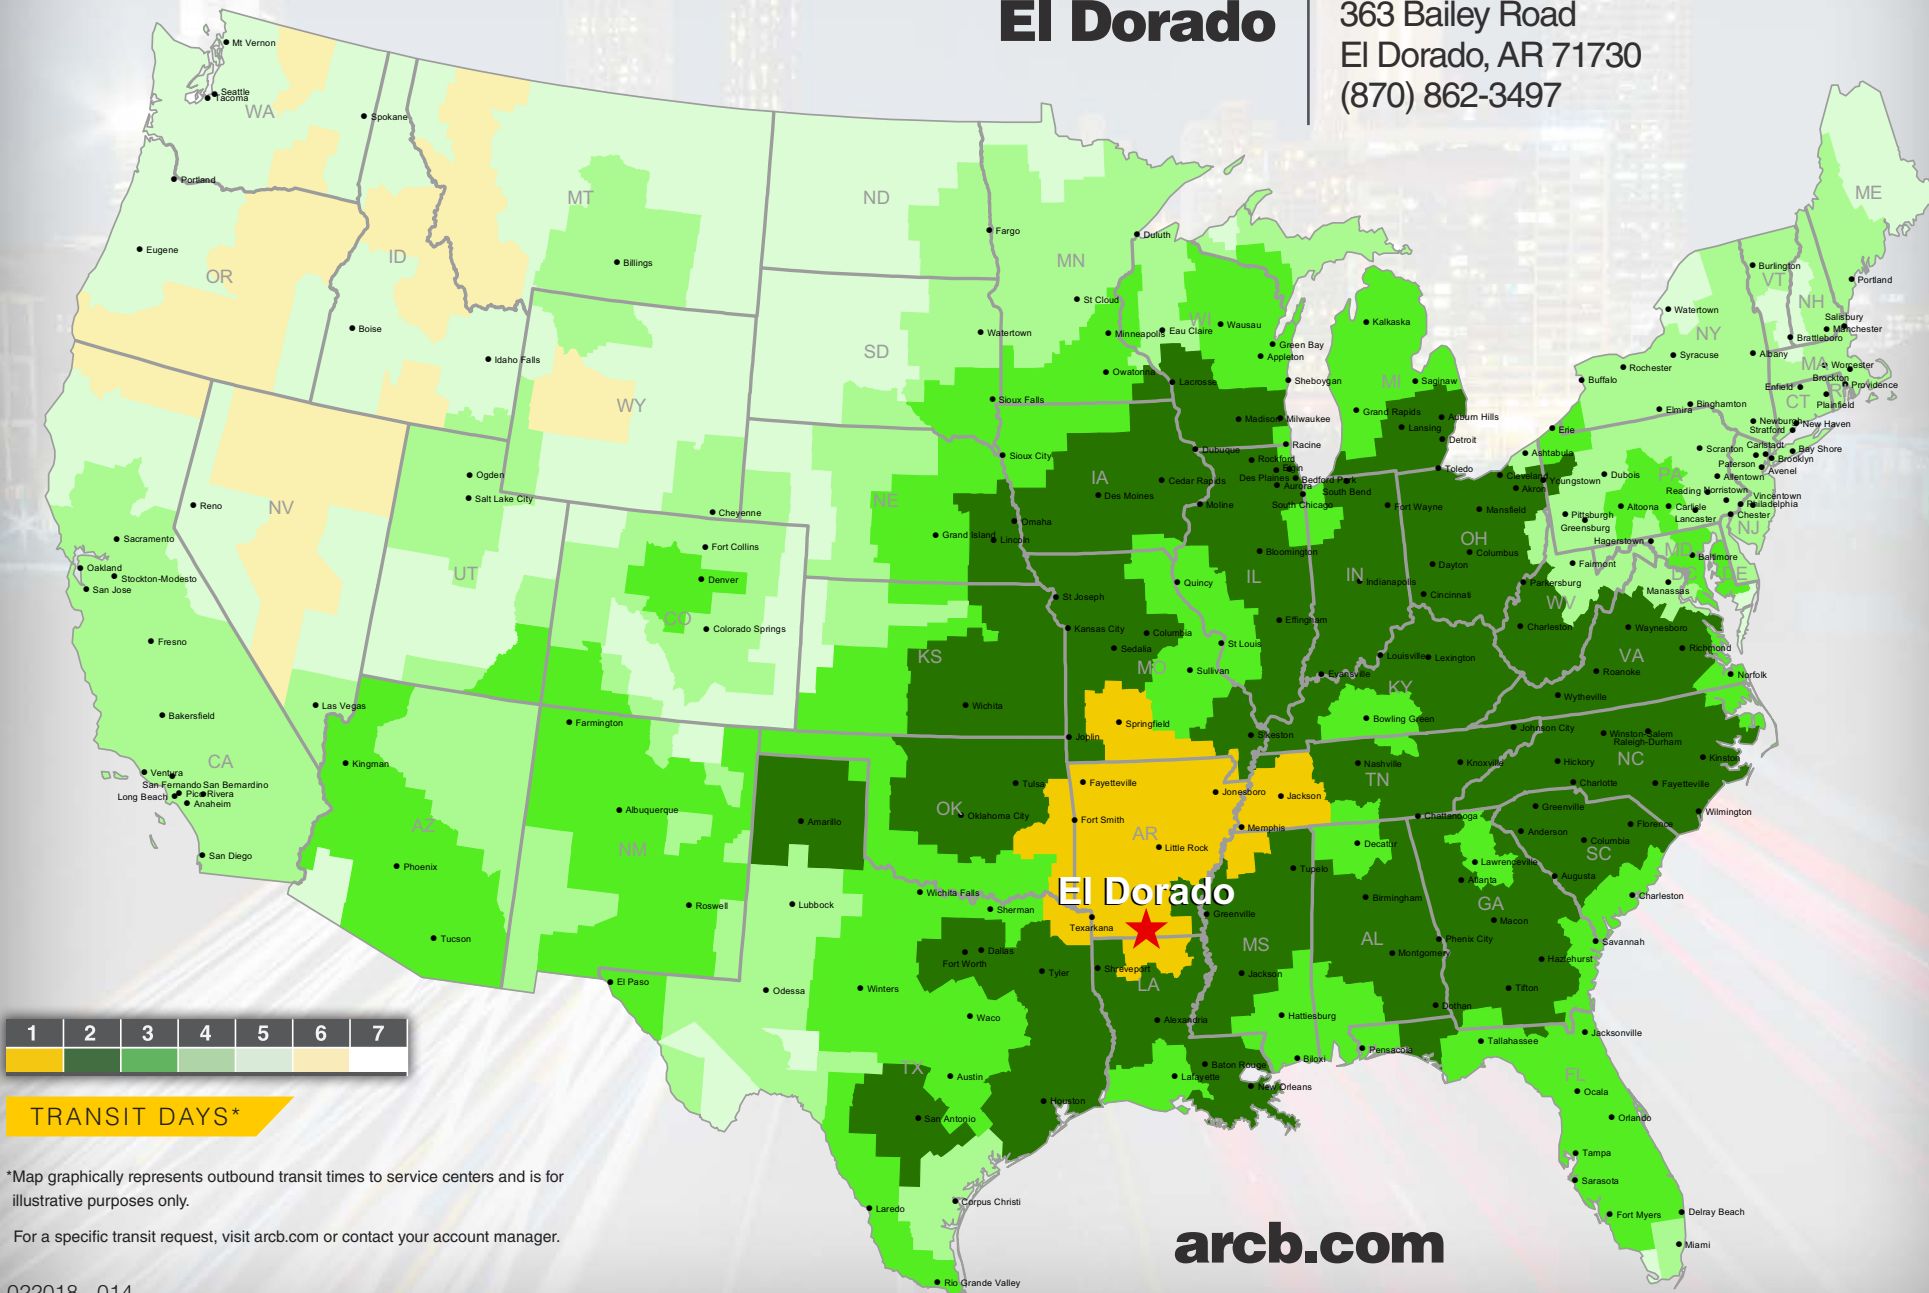 El Dorado
363 Bailey Road
El Dorado, AR 71730
(870) 862-3497
Mt Vernon
Seattle
Tacoma
WA
Spokane
Portland
Eugene
OR
ID
Boise
Idaho Falls
MT
Billings
ND
Fargo
MN
Duluth
St Cloud
Minneapolis
Owatonna
SD
Watertown
Sioux Falls
WY
Cheyenne
WI
Eau Claire
Wausau
Green Bay
Appleton
Lacrosse
Sheboygan
Madison
Milwaukee
Racine
MI
Kalkaska
Saginaw
Grand Rapids
Lansing
Auburn Hills
Detroit
ME
Portland
VT
Burlington
NH
Salisbury
Manchester
Brattleboro
NY
Watertown
Syracuse
Rochester
Buffalo
Albany
Elmira
Binghamton
Newburgh
MA
Worcester
Brockton
Providence
RI
Enfield
CT
Plainfield
Stratford
New Haven
Carlstadt
Bay Shore
Paterson
Brooklyn
Avenel
Scranton
Allentown
PA
Erie
Dubois
Reading
Norristown
Vincentown
Philadelphia
Pittsburgh
Greensburg
Altoona
Carlisle
Lancaster
Chester
NJ
Hagerstown
MD
Baltimore
DC
DE
Manassas
Fairmont
WV
Parkersburg
Charleston
Ashtabula
Toledo
Cleveland
Youngstown
Akron
Mansfield
OH
Columbus
Dayton
Cincinnati
IN
South Bend
Fort Wayne
Indianapolis
Evansville
IL
Rockford
Elgin
Des Plaines
Bedford Park
Aurora
South Chicago
Moline
Bloomington
Quincy
Effingham
IA
Sioux City
Dubuque
Cedar Rapids
Des Moines
NE
Omaha
Lincoln
Grand Island
Reno
NV
Las Vegas
Ogden
Salt Lake City
UT
CO
Fort Collins
Denver
Colorado Springs
KS
Wichita
MO
St Joseph
Kansas City
Columbia
Sedalia
St Louis
Sullivan
Springfield
Joplin
Sikeston
KY
Louisville
Lexington
Bowling Green
VA
Waynesboro
Richmond
Roanoke
Norfolk
Wytheville
CA
Sacramento
Oakland
Stockton-Modesto
San Jose
Fresno
Bakersfield
Ventura
San Fernando
San Bernardino
Long Beach
Pico Rivera
Anaheim
San Diego
AZ
Kingman
Phoenix
Tucson
NM
Farmington
Albuquerque
Roswell
OK
Tulsa
Oklahoma City
AR
Fayetteville
Jonesboro
Fort Smith
Little Rock
El Dorado
Texarkana
TN
Johnson City
Nashville
Knoxville
Jackson
Memphis
Chattanooga
NC
Winston-Salem
Raleigh-Durham
Hickory
Charlotte
Fayetteville
Kinston
Wilmington
SC
Greenville
Anderson
Florence
Columbia
Charleston
GA
Lawrenceville
Atlanta
Augusta
Macon
Savannah
Hazlehurst
Tifton
AL
Decatur
Birmingham
Phenix City
Montgomery
Dothan
MS
Tupelo
Greenville
Jackson
Hattiesburg
Biloxi
LA
Shreveport
Alexandria
Baton Rouge
Lafayette
New Orleans
TX
Amarillo
Lubbock
Wichita Falls
Sherman
Dallas
Fort Worth
Tyler
El Paso
Odessa
Winters
Waco
Austin
Houston
San Antonio
Corpus Christi
Laredo
Rio Grande Valley
FL
Pensacola
Tallahassee
Jacksonville
Ocala
Orlando
Tampa
Sarasota
Fort Myers
Delray Beach
Miami
1 2 3 4 5 6 7
TRANSIT DAYS*
*Map graphically represents outbound transit times to service centers and is for
illustrative purposes only.
For a specific transit request, visit arcb.com or contact your account manager.
arcb.com